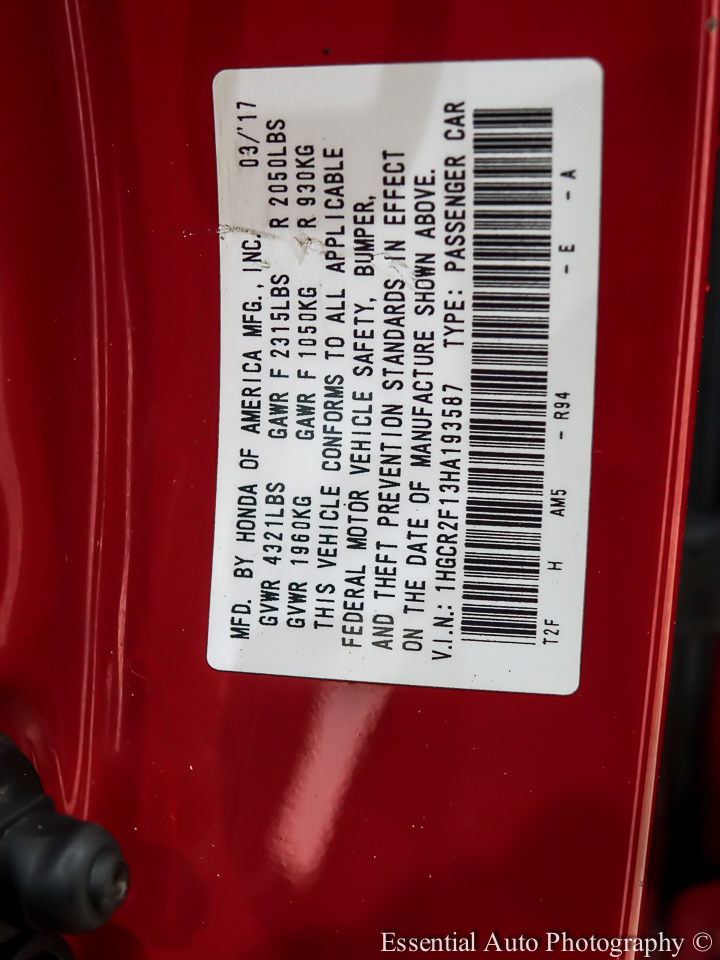 MFD. BY HONDA OF AMERICA MFG., INC. 03/'17
GVWR 4321LBS GAWR F 2315LBS R 2050LBS
GVWR 1960KG GAWR F 1050KG R 930KG
THIS VEHICLE CONFORMS TO ALL APPLICABLE
FEDERAL MOTOR VEHICLE SAFETY, BUMPER,
AND THEFT PREVENTION STANDARDS IN EFFECT
ON THE DATE OF MANUFACTURE SHOWN ABOVE.
V.I.N.: 1HGCR2F13HA193587 TYPE: PASSENGER CAR
T2F H AM5 - R94 - E - A
Essential Auto Photography ©